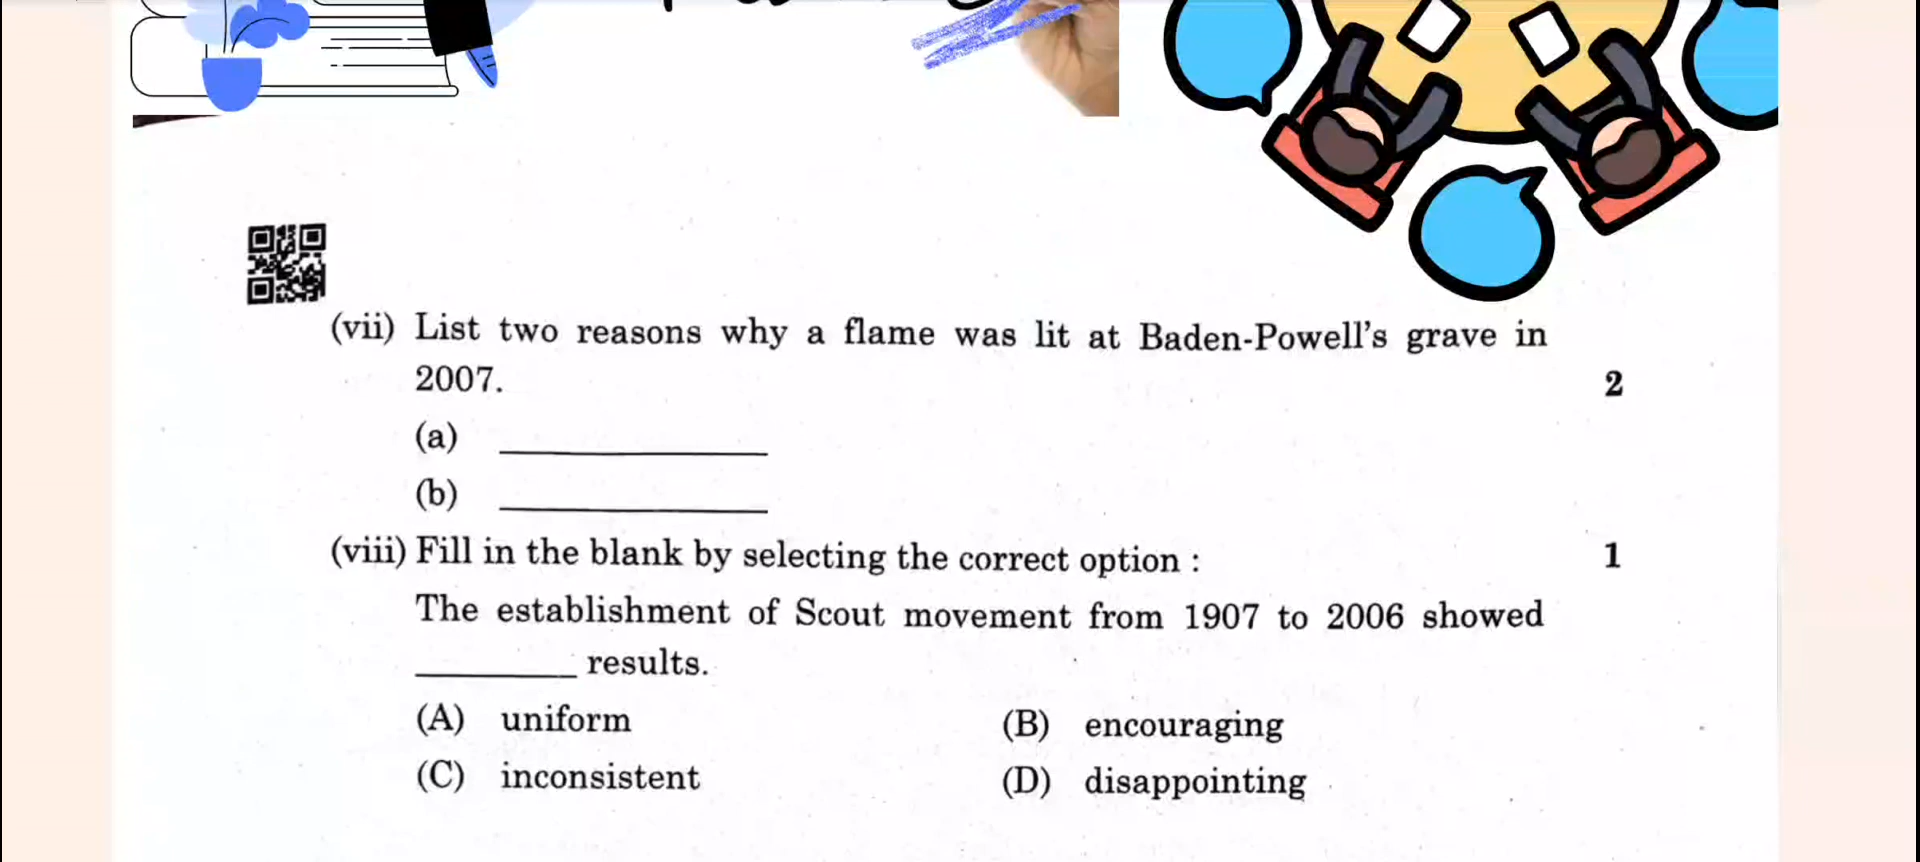 (vii) List two reasons why a flame was lit at Baden-Powell's grave in
2007. 2
(a)
(b)
(viii) Fill in the blank by selecting the correct option : 1
The establishment of Scout movement from 1907 to 2006 showed
________ results.
(A) uniform (B) encouraging
(C) inconsistent (D) disappointing